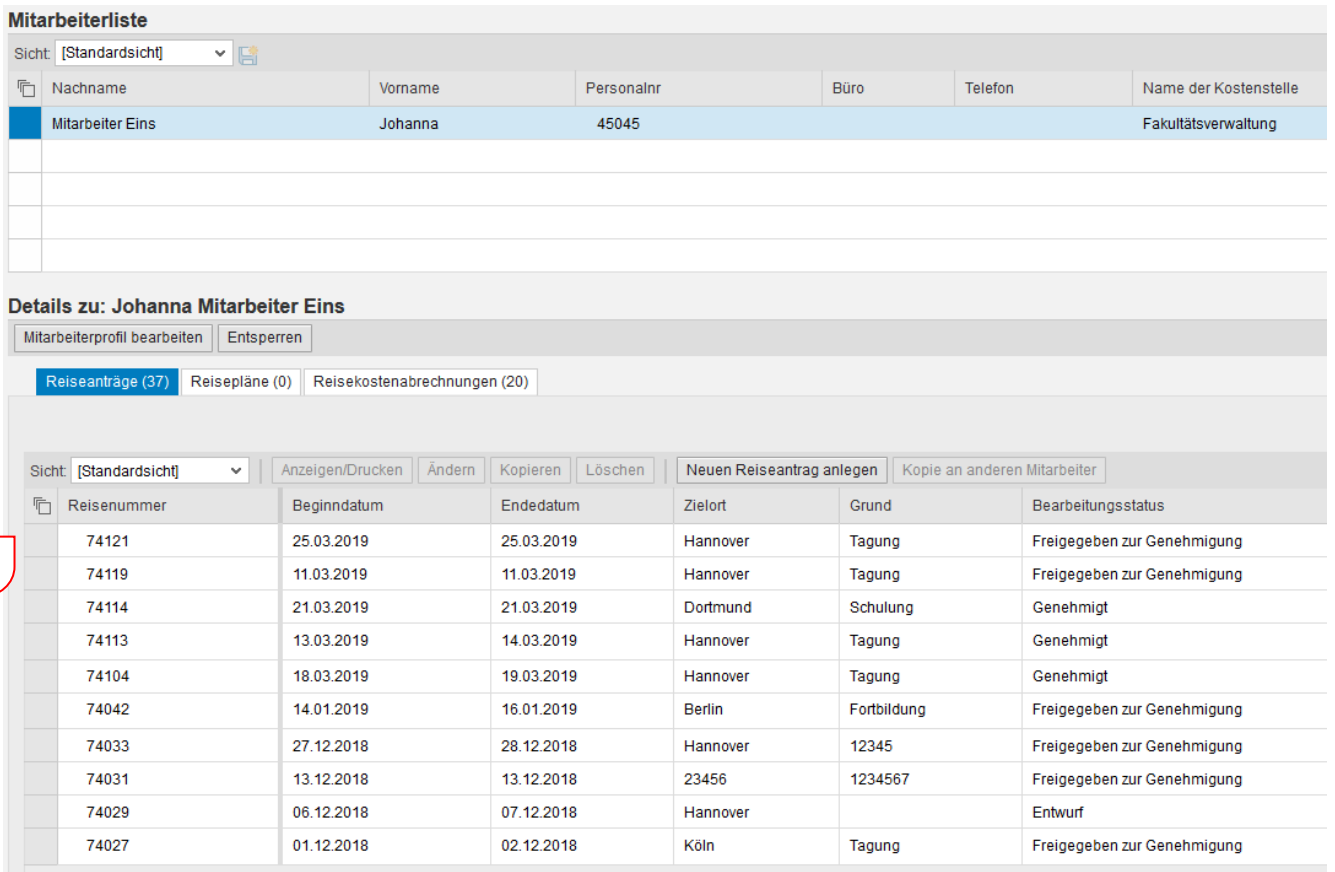 Mitarbeiterliste
Sicht: [Standardsicht]
Nachname Vorname Personalnr Büro Telefon Name der Kostenstelle
Mitarbeiter Eins Johanna 45045 Fakultätsverwaltung
Details zu: Johanna Mitarbeiter Eins
Mitarbeiterprofil bearbeiten Entsperren
Reiseanträge (37) Reisepläne (0) Reisekostenabrechnungen (20)
Sicht: [Standardsicht] Anzeigen/Drucken Ändern Kopieren Löschen Neuen Reiseantrag anlegen Kopie an anderen Mitarbeiter
Reisenummer Beginndatum Endedatum Zielort Grund Bearbeitungsstatus
74121 25.03.2019 25.03.2019 Hannover Tagung Freigegeben zur Genehmigung
74119 11.03.2019 11.03.2019 Hannover Tagung Freigegeben zur Genehmigung
74114 21.03.2019 21.03.2019 Dortmund Schulung Genehmigt
74113 13.03.2019 14.03.2019 Hannover Tagung Genehmigt
74104 18.03.2019 19.03.2019 Hannover Tagung Genehmigt
74042 14.01.2019 16.01.2019 Berlin Fortbildung Freigegeben zur Genehmigung
74033 27.12.2018 28.12.2018 Hannover 12345 Freigegeben zur Genehmigung
74031 13.12.2018 13.12.2018 23456 1234567 Freigegeben zur Genehmigung
74029 06.12.2018 07.12.2018 Hannover Entwurf
74027 01.12.2018 02.12.2018 Köln Tagung Freigegeben zur Genehmigung